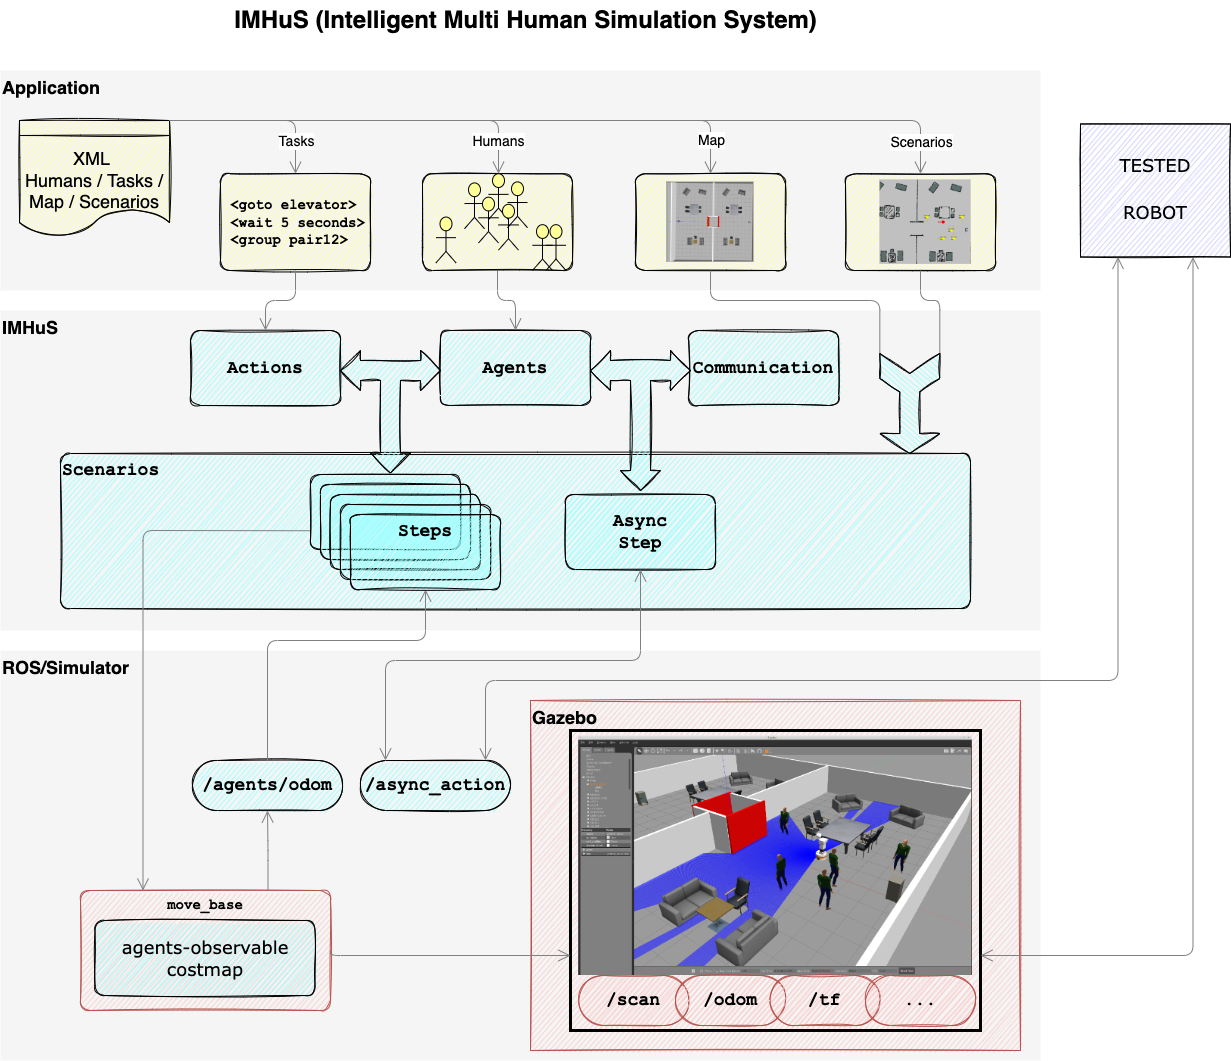 IMHuS (Intelligent Multi Human Simulation System)
Application
XML
Humans / Tasks /
Map / Scenarios
Tasks
<goto elevator>
<wait 5 seconds>
<group pair12>
Humans
Map
Scenarios
TESTED
ROBOT
IMHuS
Actions
Agents
Communication
Scenarios
Steps
Async
Step
ROS/Simulator
/agents/odom
/async_action
move_base
agents-observable
costmap
Gazebo
/scan
/odom
/tf
...